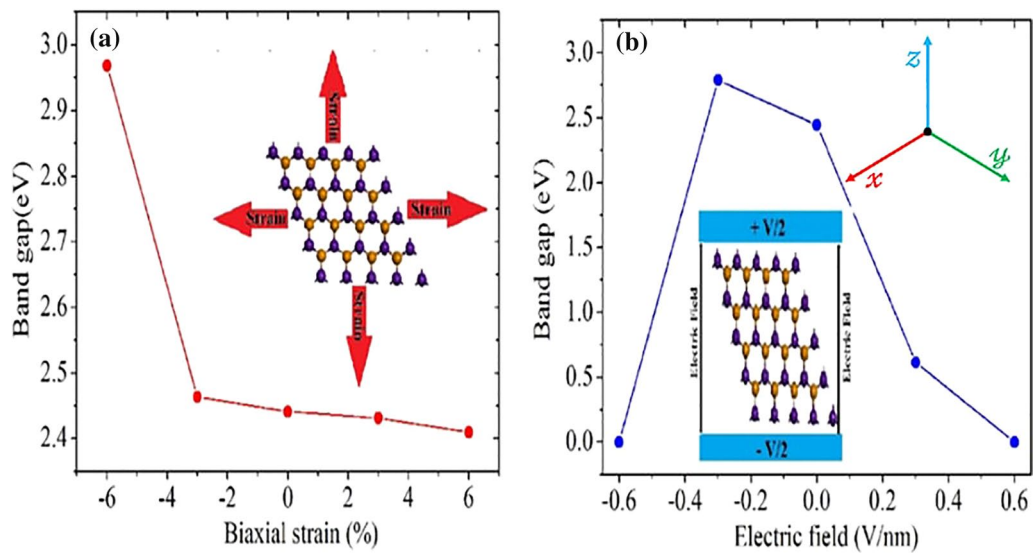 (a)
3.0
2.9
2.8
2.7
2.6
2.5
2.4
Band gap(eV)
-6
-4
-2
0
2
4
6
Biaxial strain (%)
Strain
Strain
Strain
Strain
(b)
3.0
2.5
2.0
1.5
1.0
0.5
0.0
Band gap (eV)
-0.6
-0.4
-0.2
0.0
0.2
0.4
0.6
Electric field (V/nm)
z
x
y
+ V/2
Electric Field
Electric Field
- V/2